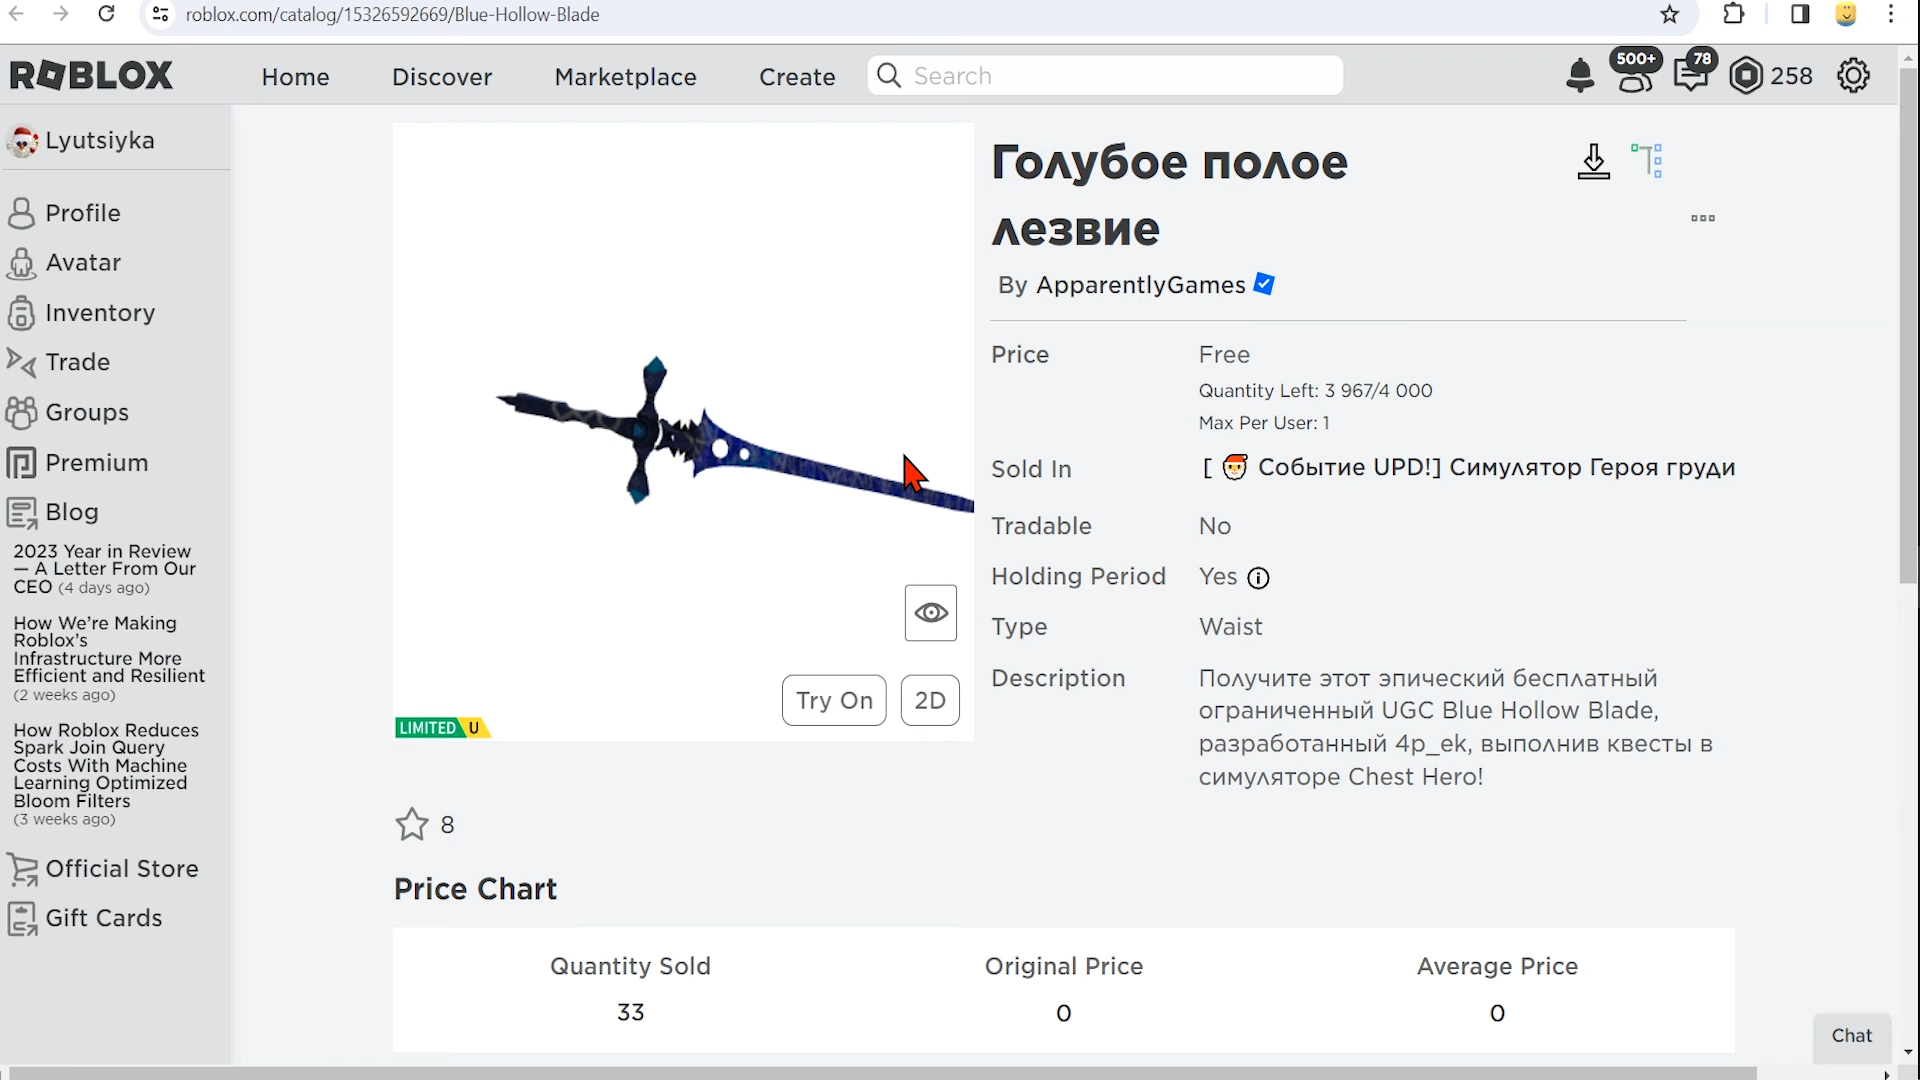 roblox.com/catalog/15326592669/Blue-Hollow-Blade
ROBLOX
Home
Discover
Marketplace
Create
Search
500+
78
258
Lyutsiyka
Profile
Avatar
Inventory
Trade
Groups
Premium
Blog
2023 Year in Review
— A Letter From Our
CEO (4 days ago)
How We're Making
Roblox's
Infrastructure More
Efficient and Resilient
(2 weeks ago)
How Roblox Reduces
Spark Join Query
Costs With Machine
Learning Optimized
Bloom Filters
(3 weeks ago)
Official Store
Gift Cards
LIMITED U
Try On
2D
8
Голубое полое
лезвие
By ApparentlyGames
Price
Free
Quantity Left: 3 967/4 000
Max Per User: 1
Sold In
[ 🎅 Событие UPD!] Симулятор Героя груди
Tradable
No
Holding Period
Yes
Type
Waist
Description
Получите этот эпический бесплатный
ограниченный UGC Blue Hollow Blade,
разработанный 4p_ek, выполнив квесты в
симуляторе Chest Hero!
Price Chart
Quantity Sold
33
Original Price
0
Average Price
0
Chat